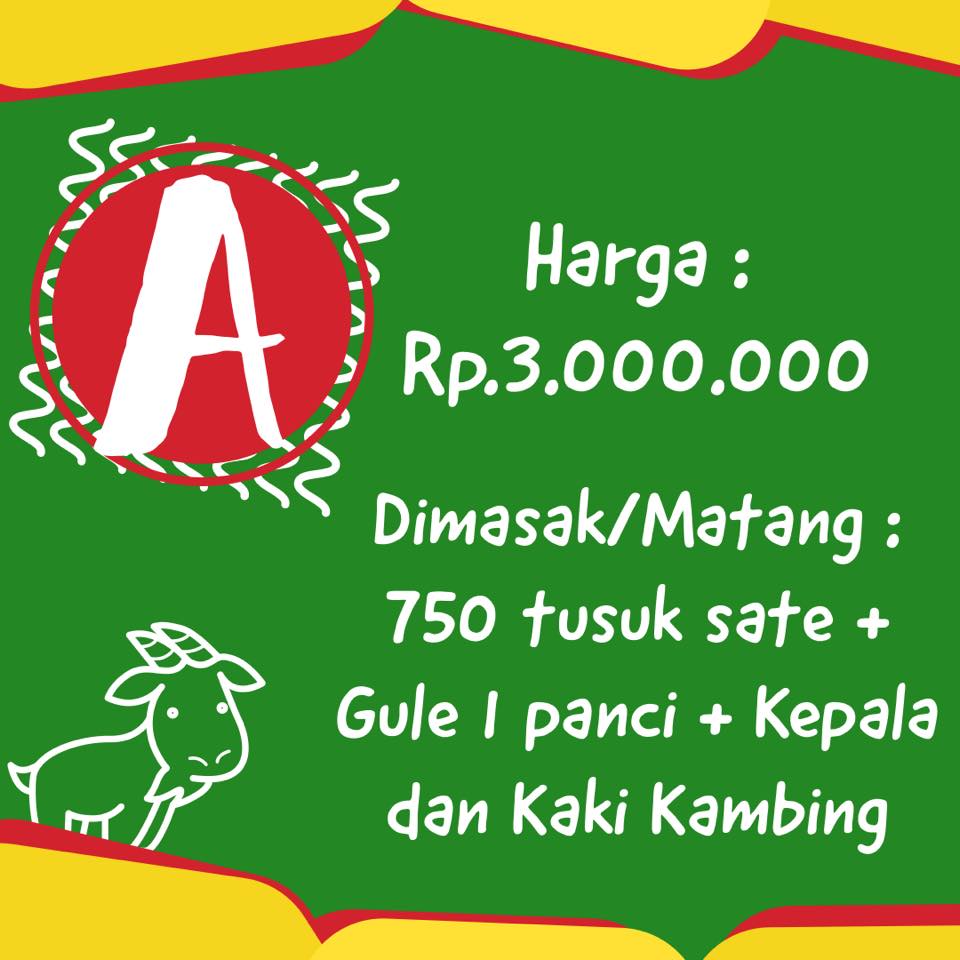 A
Harga :
Rp.3.000.000
Dimasak/Matang :
750 tusuk sate +
Gule 1 panci + Kepala
dan Kaki Kambing